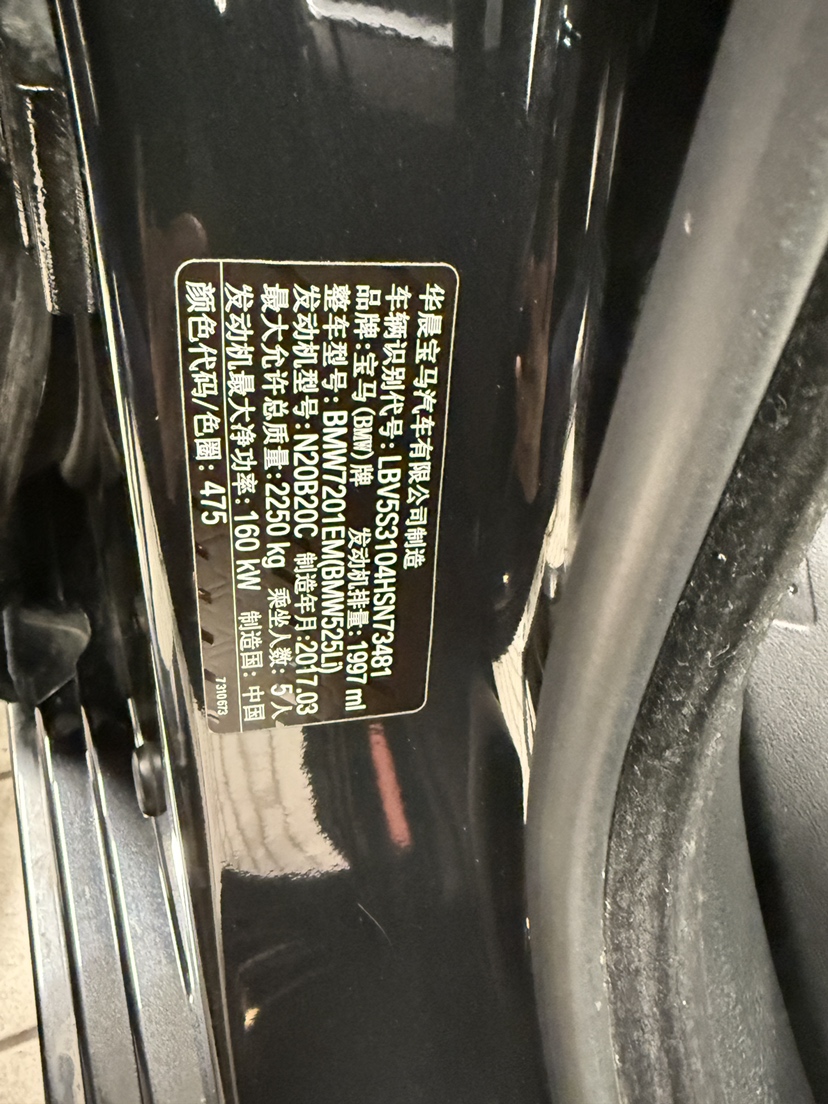 华晨宝马汽车有限公司制造
车辆识别代号: LBV5S3104HSN73481
品牌:宝马(BMW)牌 发动机排量: 1997 ml
整车型号: BMW7201EM(BMW525Li)
发动机型号:N20B20C 制造年月:2017.03
最大允许总质量:2250 kg 乘坐人数: 5人
发动机最大净功率: 160 kW 制造国: 中国
颜色代码/色圈: 475
7310673